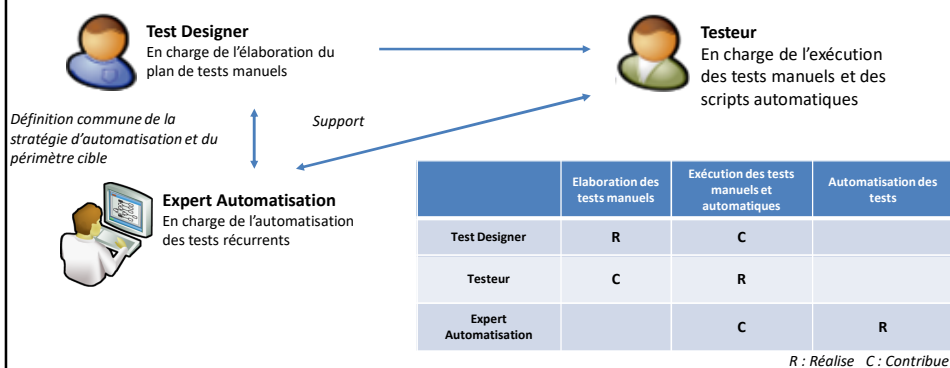 Test Designer
En charge de l'élaboration du
plan de tests manuels
Testeur
En charge de l'exécution
des tests manuels et des
scripts automatiques
Définition commune de la
stratégie d'automatisation et du
périmètre cible
Support
Expert Automatisation
En charge de l'automatisation
des tests récurrents
Elaboration des
tests manuels
Exécution des tests
manuels et
automatiques
Automatisation des
tests
Test Designer R C
Testeur C R
Expert
Automatisation C R
R : Réalise C : Contribue